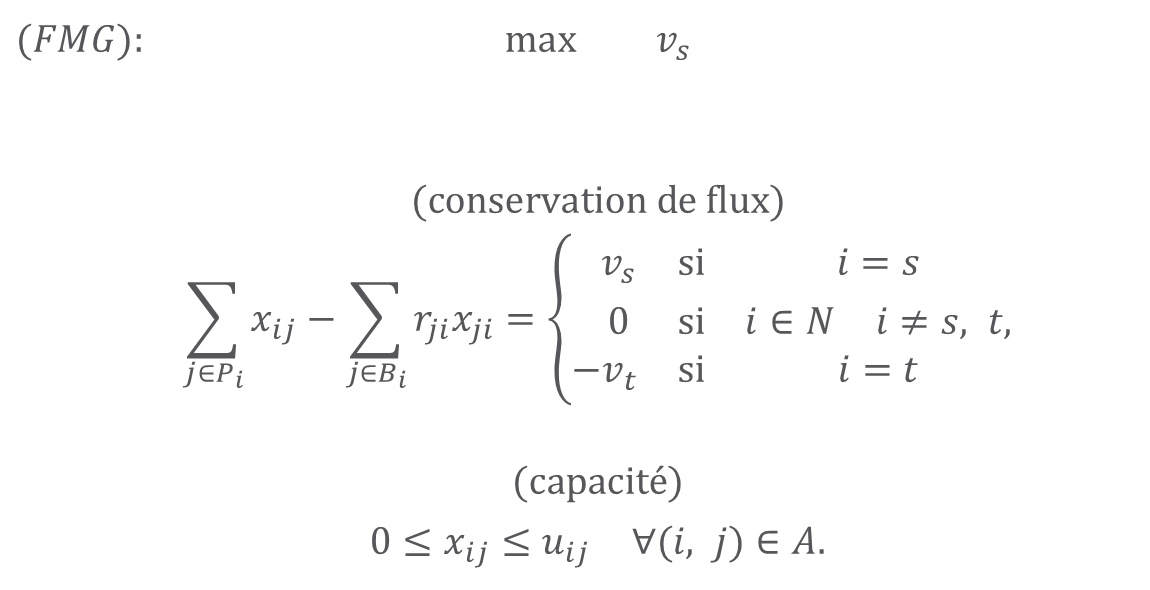 (FMG): max v_s
(conservation de flux)
∑_{j∈P_i} x_{ij} − ∑_{j∈B_i} r_{ji}x_{ji} = { v_s si i = s
0 si i ∈ N i ≠ s, t,
−v_t si i = t
(capacité)
0 ≤ x_{ij} ≤ u_{ij} ∀(i, j) ∈ A.